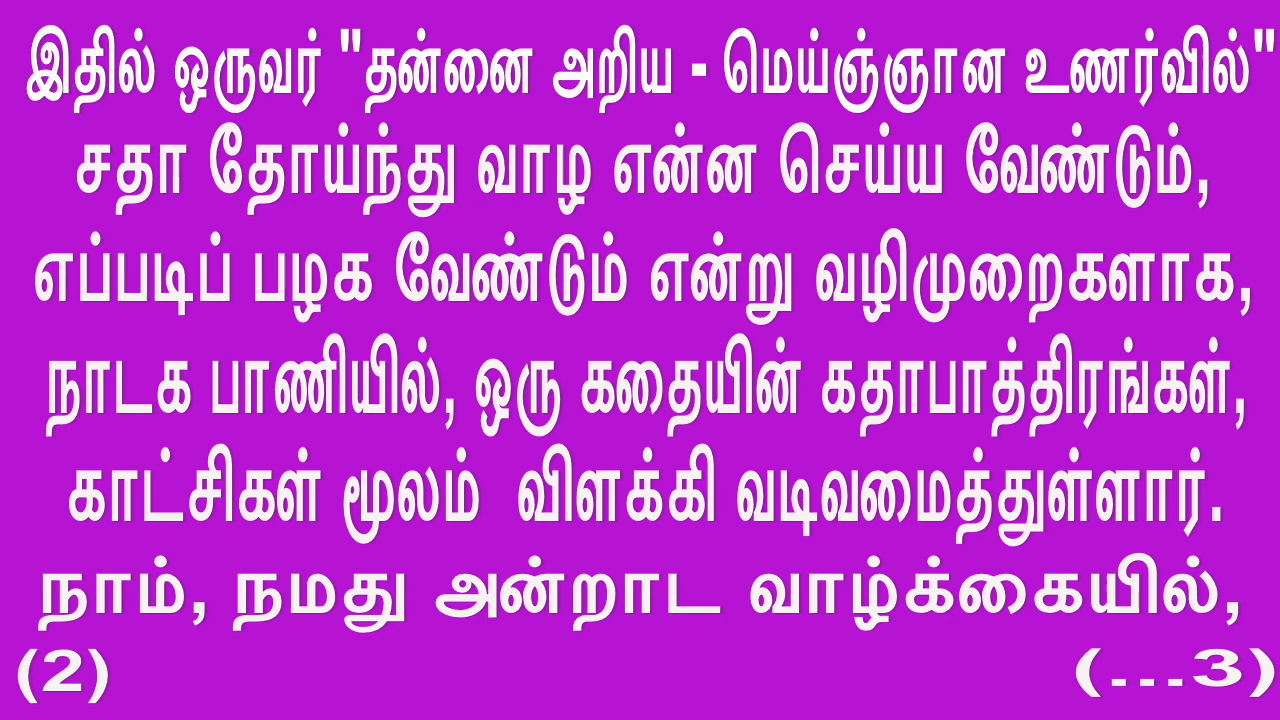 இதில் ஒருவர் "தன்னை அறிய - மெய்ஞ்ஞான உணர்வில்"
சதா தோய்ந்து வாழ என்ன செய்ய வேண்டும்,
எப்படிப் பழக வேண்டும் என்று வழிமுறைகளாக,
நாடக பாணியில், ஒரு கதையின் கதாபாத்திரங்கள்,
காட்சிகள் மூலம் விளக்கி வடிவமைத்துள்ளார்.
நாம், நமது அன்றாட வாழ்க்கையில்,
(2) (...3)